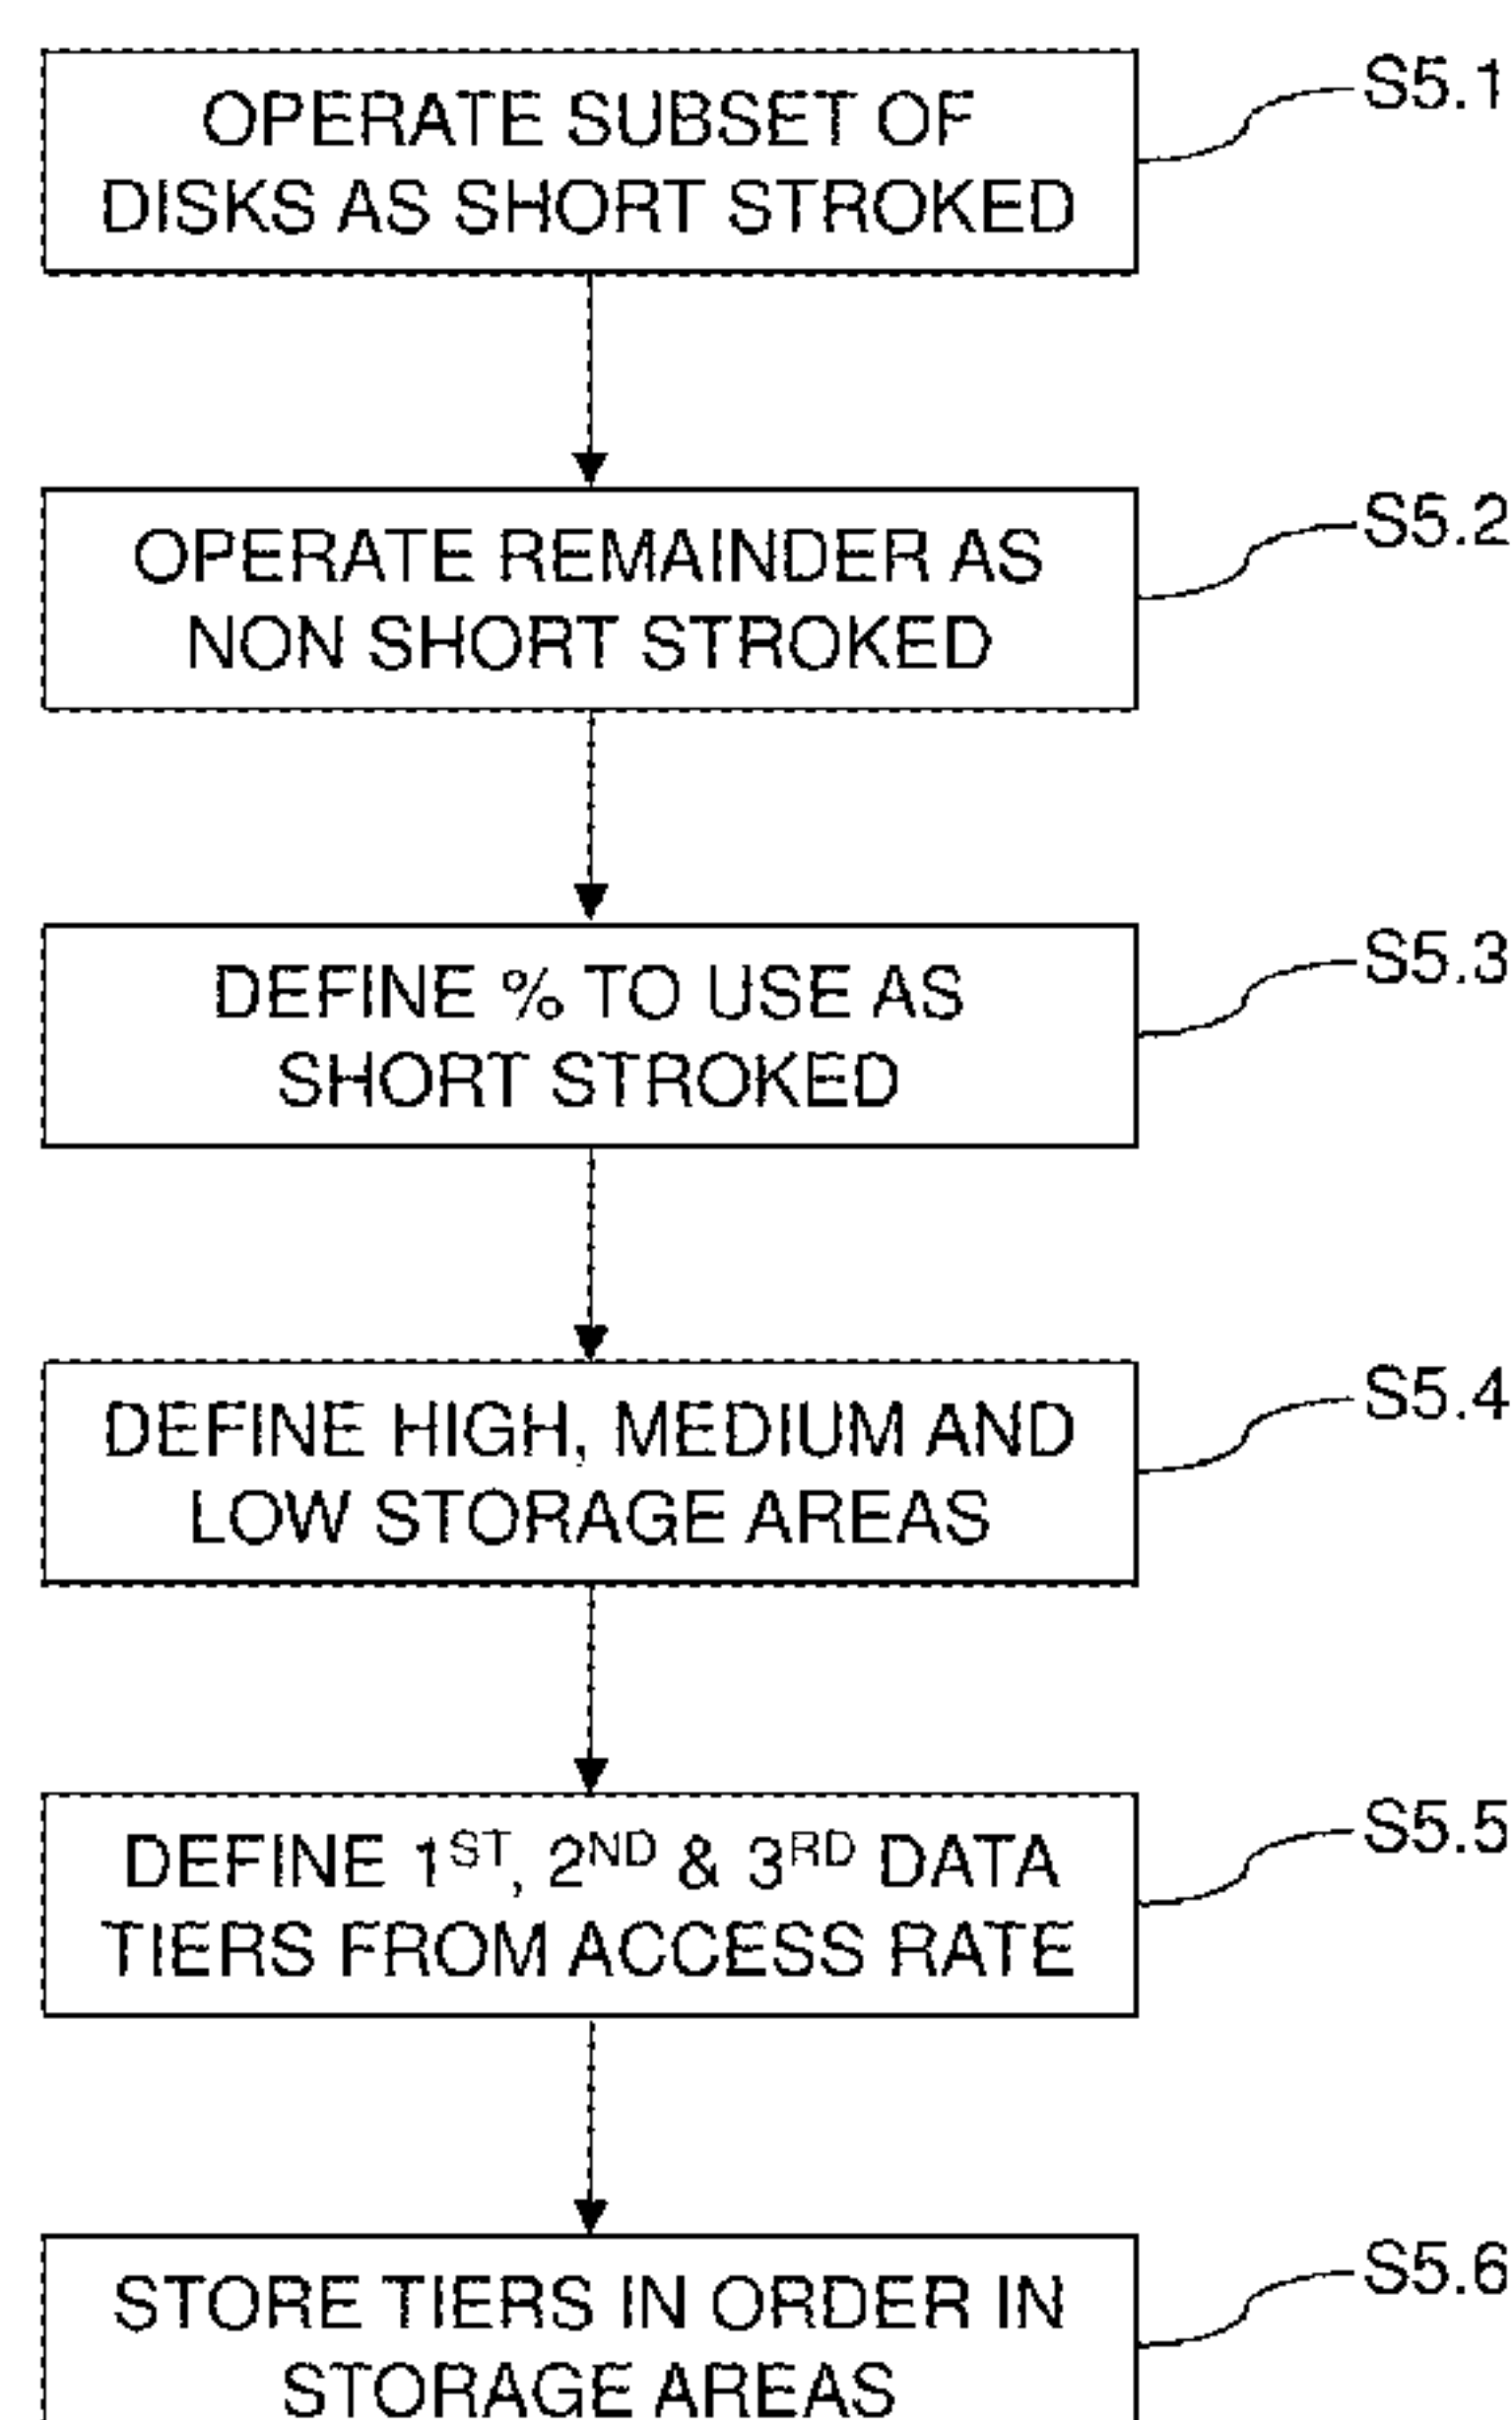 OPERATE SUBSET OF
DISKS AS SHORT STROKED
S5.1
OPERATE REMAINDER AS
NON SHORT STROKED
S5.2
DEFINE % TO USE AS
SHORT STROKED
S5.3
DEFINE HIGH, MEDIUM AND
LOW STORAGE AREAS
S5.4
DEFINE 1ST, 2ND & 3RD DATA
TIERS FROM ACCESS RATE
S5.5
STORE TIERS IN ORDER IN
STORAGE AREAS
S5.6